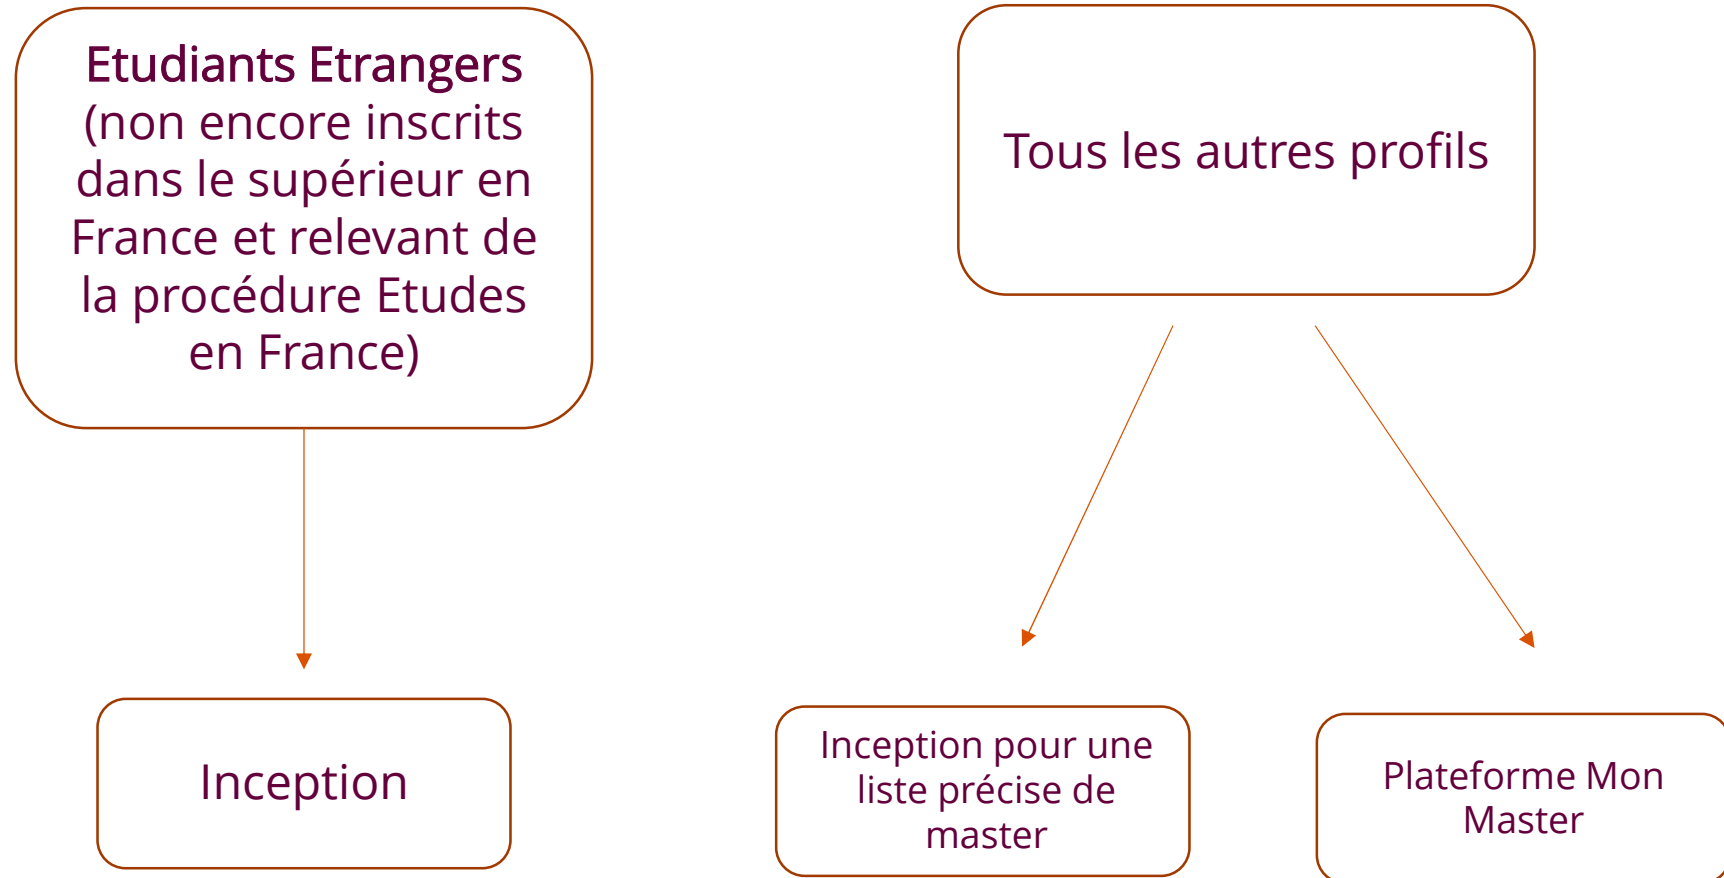 Etudiants Etrangers
(non encore inscrits
dans le supérieur en
France et relevant de
la procédure Etudes
en France)
Tous les autres profils
Inception
Inception pour une
liste précise de
master
Plateforme Mon
Master